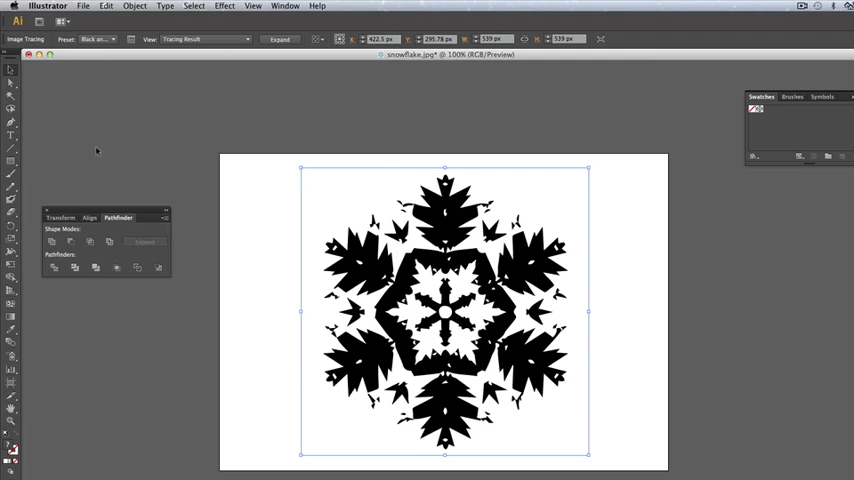 Illustrator File Edit Object Type Select Effect View Window Help
Ai
Image Tracing Preset: Black an... View: Tracing Result Expand X: 422.5 px Y: 295.78 px W: 539 px H: 539 px
snowflake.jpg* @ 100% (RGB/Preview)
Swatches Brushes Symbols
Transform Align Pathfinder
Shape Modes:
Expand
Pathfinders: